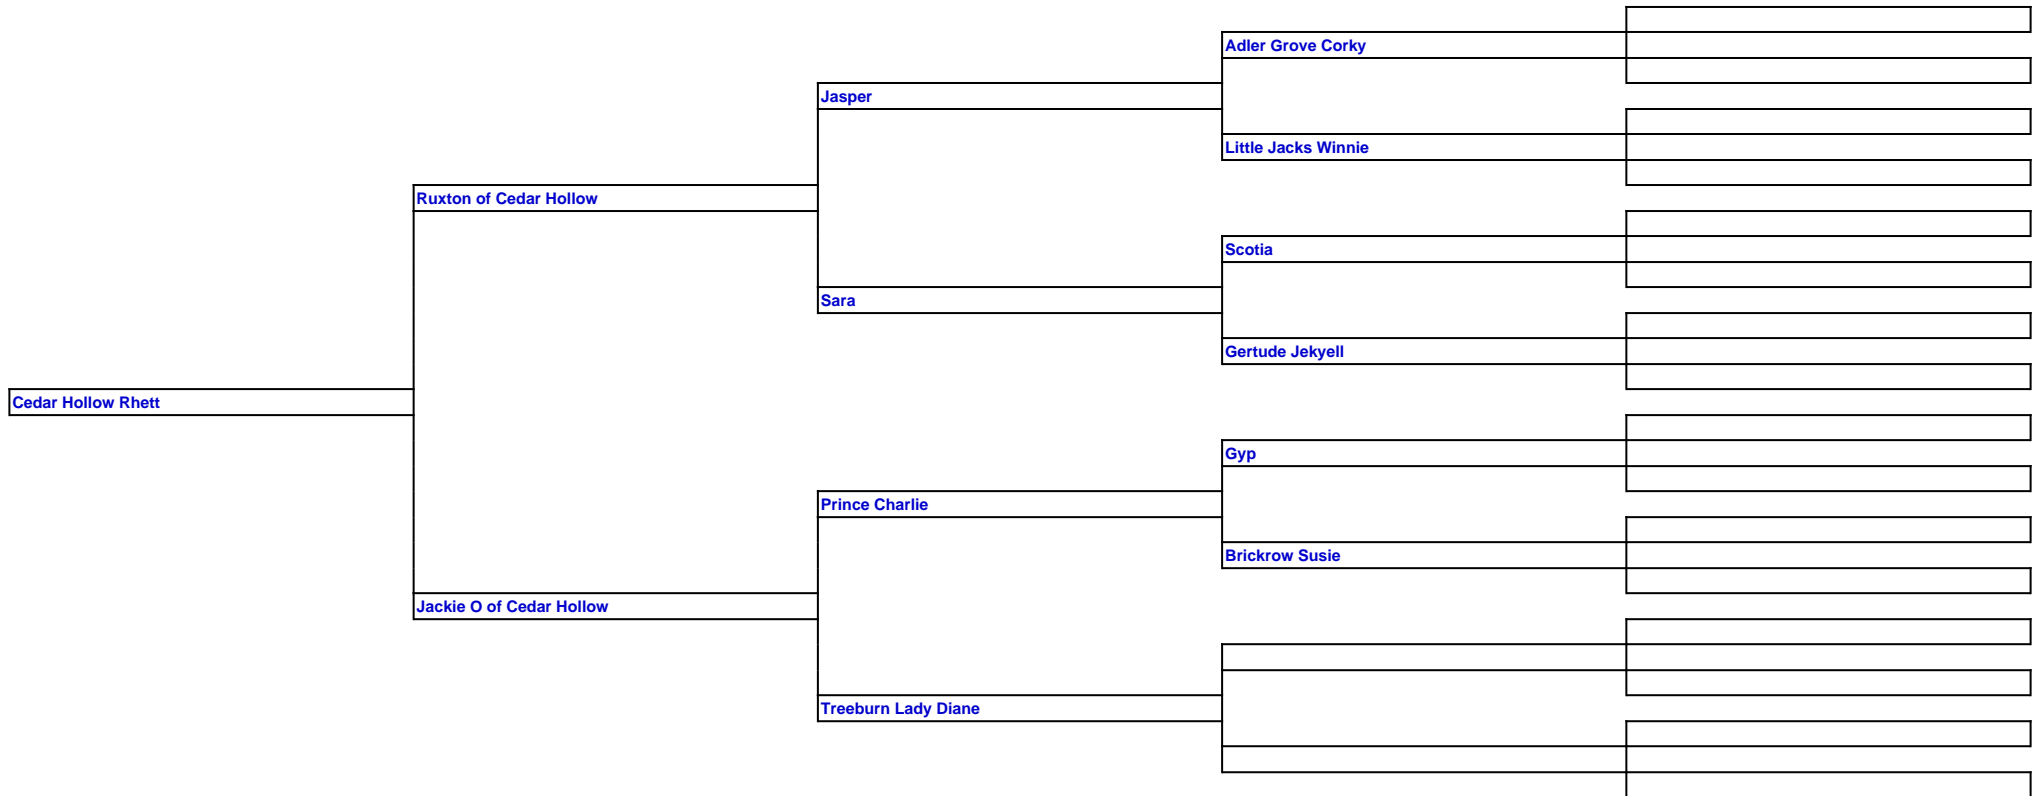 Adler Grove Corky
Jasper
Little Jacks Winnie
Ruxton of Cedar Hollow
Scotia
Sara
Gertude Jekyell
Cedar Hollow Rhett
Gyp
Prince Charlie
Brickrow Susie
Jackie O of Cedar Hollow
Treeburn Lady Diane